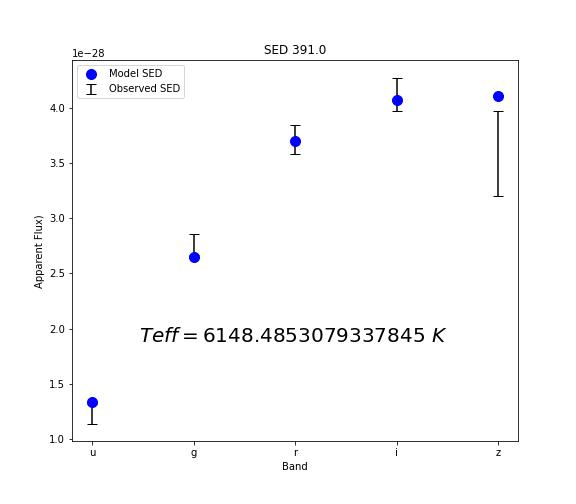 SED 391.0
1e−28
Model SED
Observed SED
4.0
3.5
3.0
2.5
2.0
1.5
1.0
Apparent Flux)
Teff = 6148.4853079337845 K
u g r i z
Band